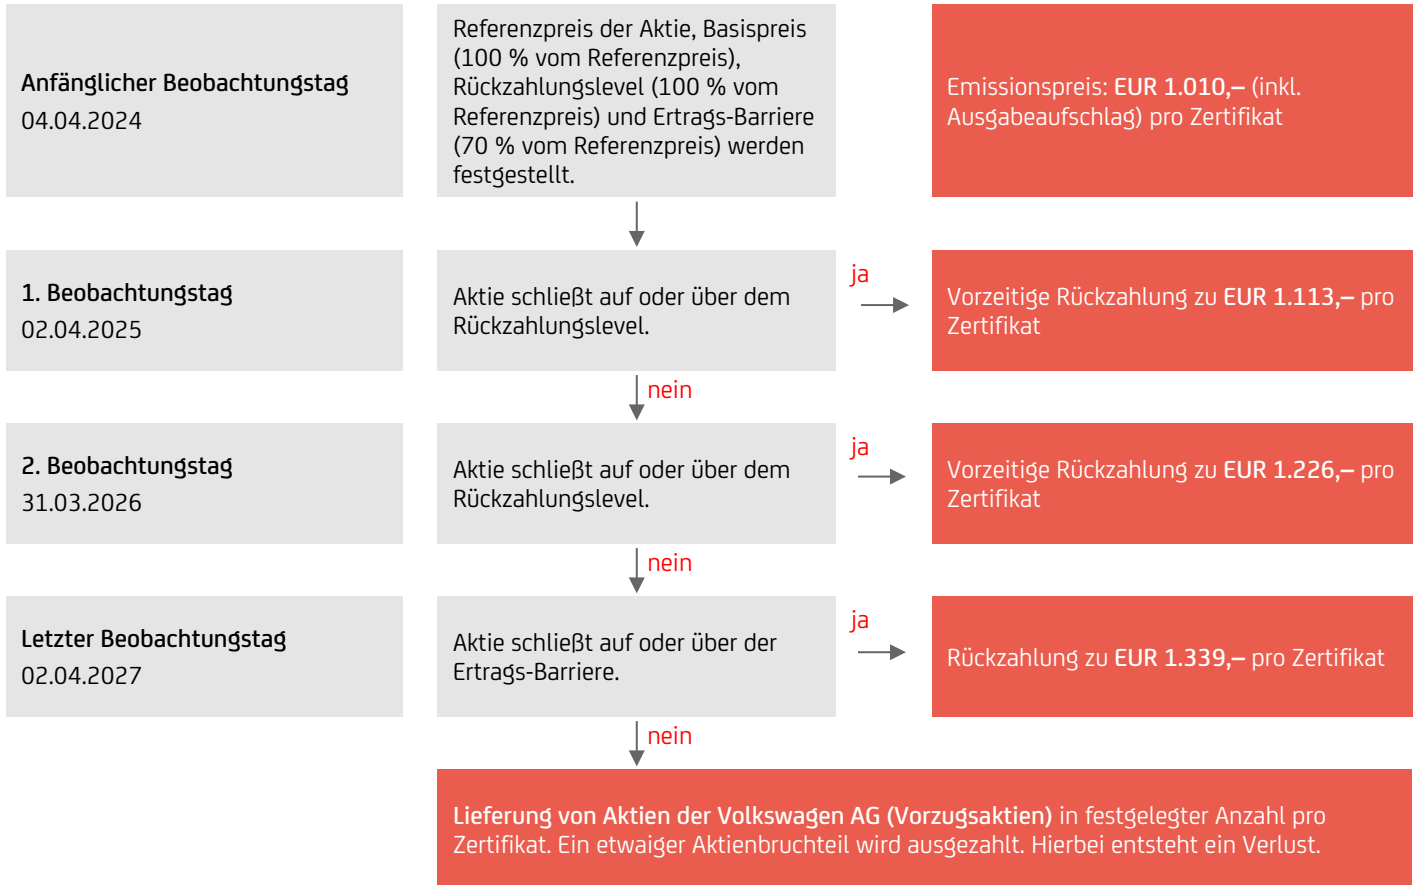 Anfänglicher Beobachtungstag
04.04.2024
Referenzpreis der Aktie, Basispreis
(100 % vom Referenzpreis),
Rückzahlungslevel (100 % vom
Referenzpreis) und Ertrags-Barriere
(70 % vom Referenzpreis) werden
festgestellt.
Emissionspreis: EUR 1.010,– (inkl.
Ausgabeaufschlag) pro Zertifikat
1. Beobachtungstag
02.04.2025
Aktie schließt auf oder über dem
Rückzahlungslevel.
ja
Vorzeitige Rückzahlung zu EUR 1.113,– pro
Zertifikat
nein
2. Beobachtungstag
31.03.2026
Aktie schließt auf oder über dem
Rückzahlungslevel.
ja
Vorzeitige Rückzahlung zu EUR 1.226,– pro
Zertifikat
nein
Letzter Beobachtungstag
02.04.2027
Aktie schließt auf oder über der
Ertrags-Barriere.
ja
Rückzahlung zu EUR 1.339,– pro Zertifikat
nein
Lieferung von Aktien der Volkswagen AG (Vorzugsaktien) in festgelegter Anzahl pro
Zertifikat. Ein etwaiger Aktienbruchteil wird ausgezahlt. Hierbei entsteht ein Verlust.